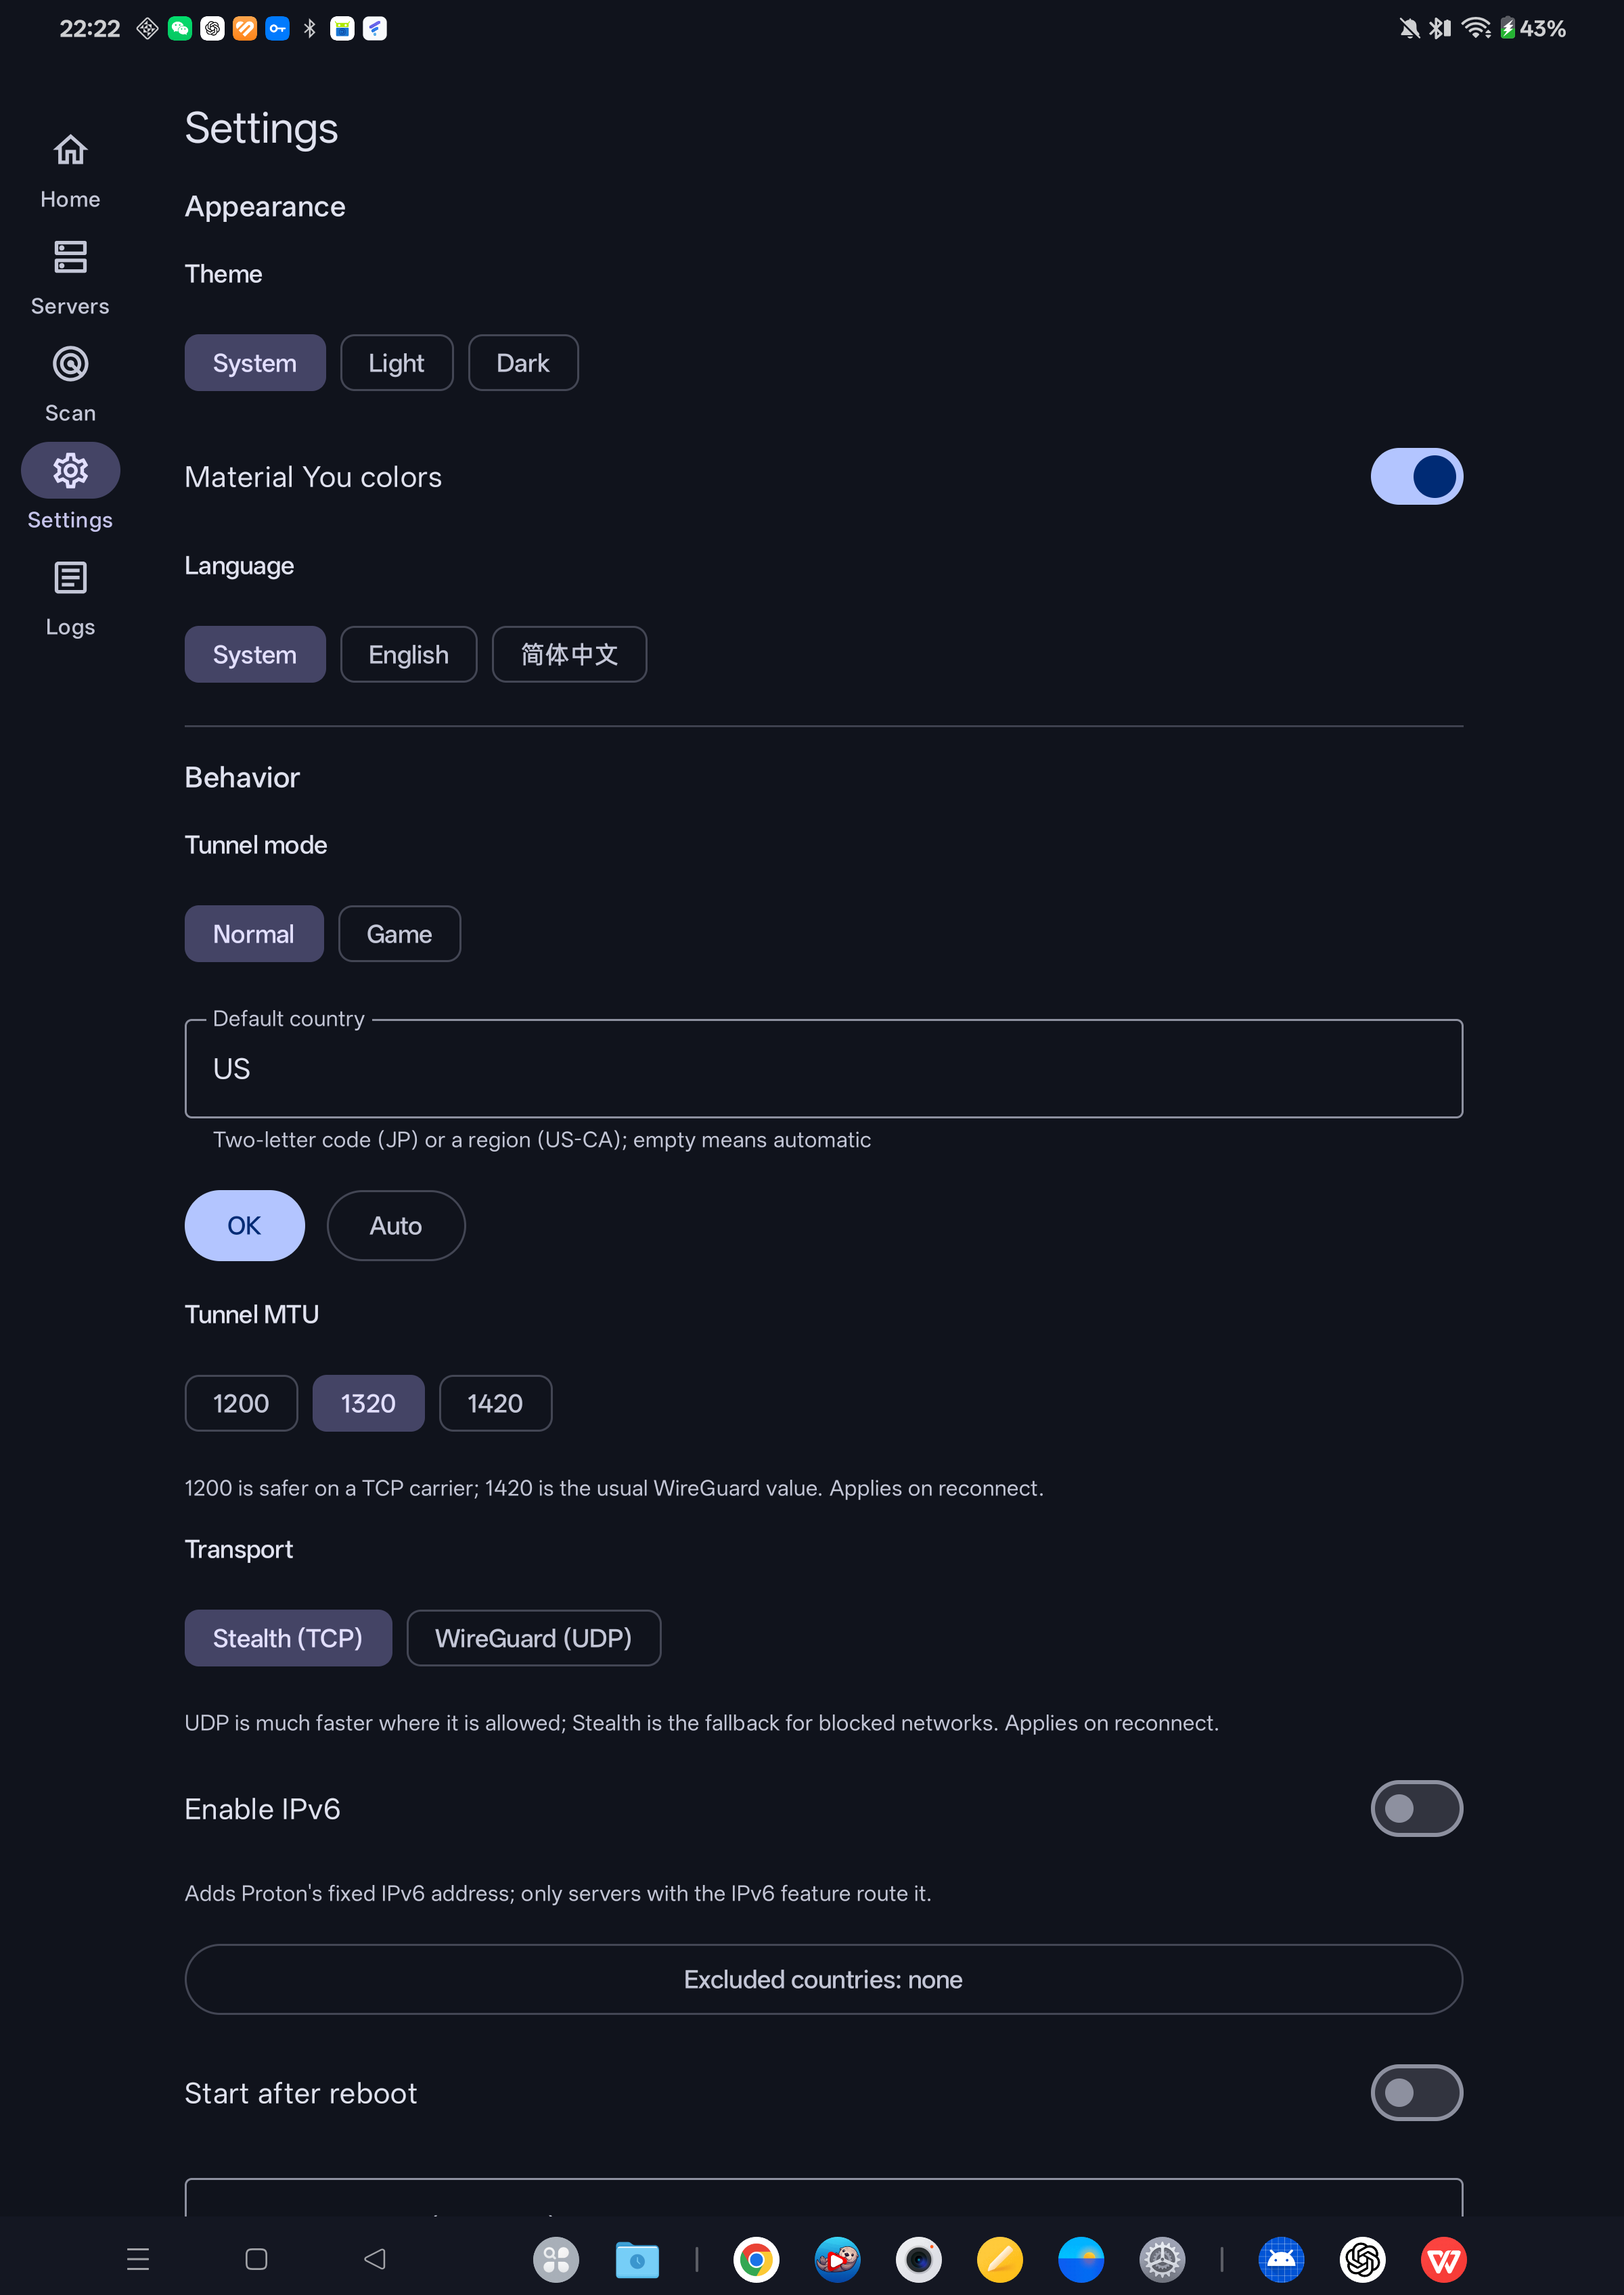 22:22
43%
Settings
Home
Appearance
Theme
Servers
System Light Dark
Scan
Material You colors
Settings
Language
Logs
System English 简体中文
Behavior
Tunnel mode
Normal Game
Default country
US
Two-letter code (JP) or a region (US-CA); empty means automatic
OK Auto
Tunnel MTU
1200 1320 1420
1200 is safer on a TCP carrier; 1420 is the usual WireGuard value. Applies on reconnect.
Transport
Stealth (TCP) WireGuard (UDP)
UDP is much faster where it is allowed; Stealth is the fallback for blocked networks. Applies on reconnect.
Enable IPv6
Adds Proton's fixed IPv6 address; only servers with the IPv6 feature route it.
Excluded countries: none
Start after reboot